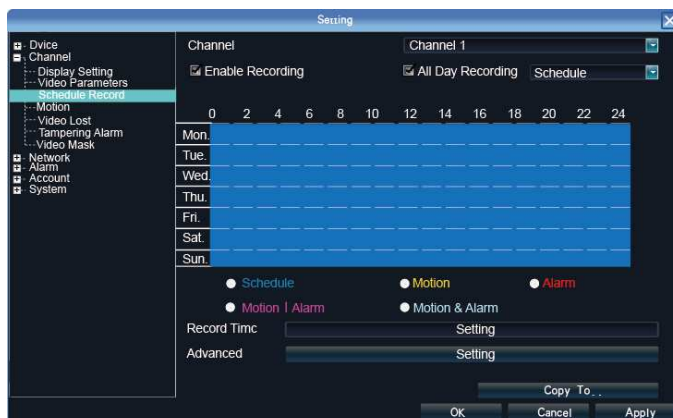 Setting
Dvice
Channel
Display Setting
Video Parameters
Schedule Record
Motion
Video Lost
Tampering Alarm
Video Mask
Network
Alarm
Account
System
Channel Channel 1
Enable Recording All Day Recording Schedule
0 2 4 6 8 10 12 14 16 18 20 22 24
Mon.
Tue.
Wed.
Thu.
Fri.
Sat.
Sun.
Schedule Motion Alarm
Motion | Alarm Motion & Alarm
Record Timc Setting
Advanced Setting
Copy To..
OK Cancel Apply